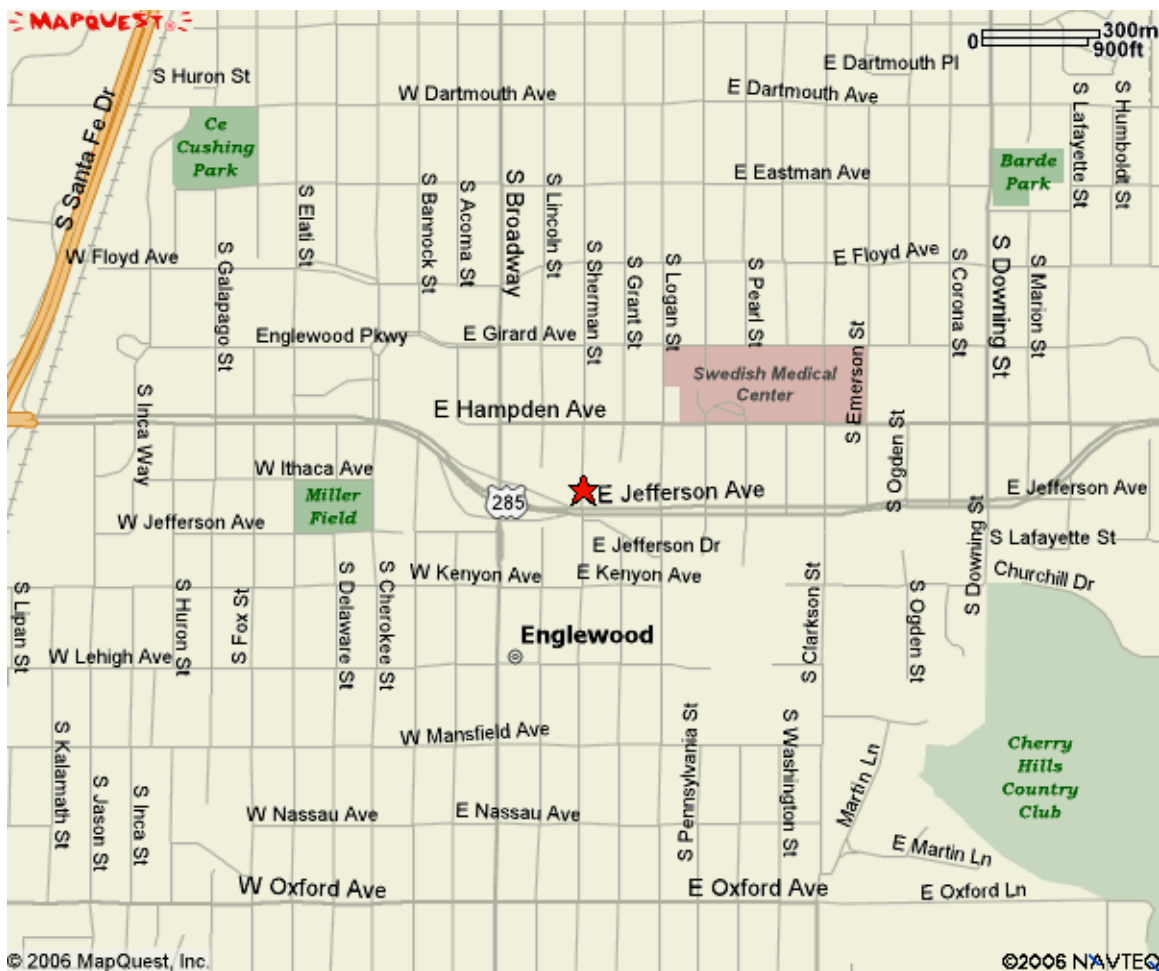 MAPQUEST
0 300m
900ft
S Huron St
E Dartmouth Pl
W Dartmouth Ave
E Dartmouth Ave
S Santa Fe Dr
Ce
Cushing
Park
S Lafayette St
S Humboldt St
Barde
Park
E Eastman Ave
S Elati St
S Bannock St
S Acoma St
S Broadway
S Lincoln St
W Floyd Ave
E Floyd Ave
S Galapago St
S Sherman St
S Grant St
S Logan St
S Pearl St
S Corona St
S Downing St
S Marion St
Englewood Pkwy
E Girard Ave
S Emerson St
Swedish Medical
Center
S Inca Way
E Hampden Ave
S Ogden St
W Ithaca Ave
Miller
Field
285
E Jefferson Ave
E Jefferson Ave
W Jefferson Ave
E Jefferson Dr
S Lafayette St
S Downing St
W Kenyon Ave
E Kenyon Ave
Churchill Dr
S Lipan St
S Huron St
S Fox St
S Delaware St
S Cherokee St
S Clarkson St
S Ogden St
Englewood
W Lehigh Ave
W Mansfield Ave
S Kalamath St
S Jason St
S Inca St
S Pennsylvania St
S Washington St
Martin Ln
Cherry
Hills
Country
Club
W Nassau Ave
E Nassau Ave
E Martin Ln
W Oxford Ave
E Oxford Ave
E Oxford Ln
© 2006 MapQuest, Inc.
©2006 NAVTEQ